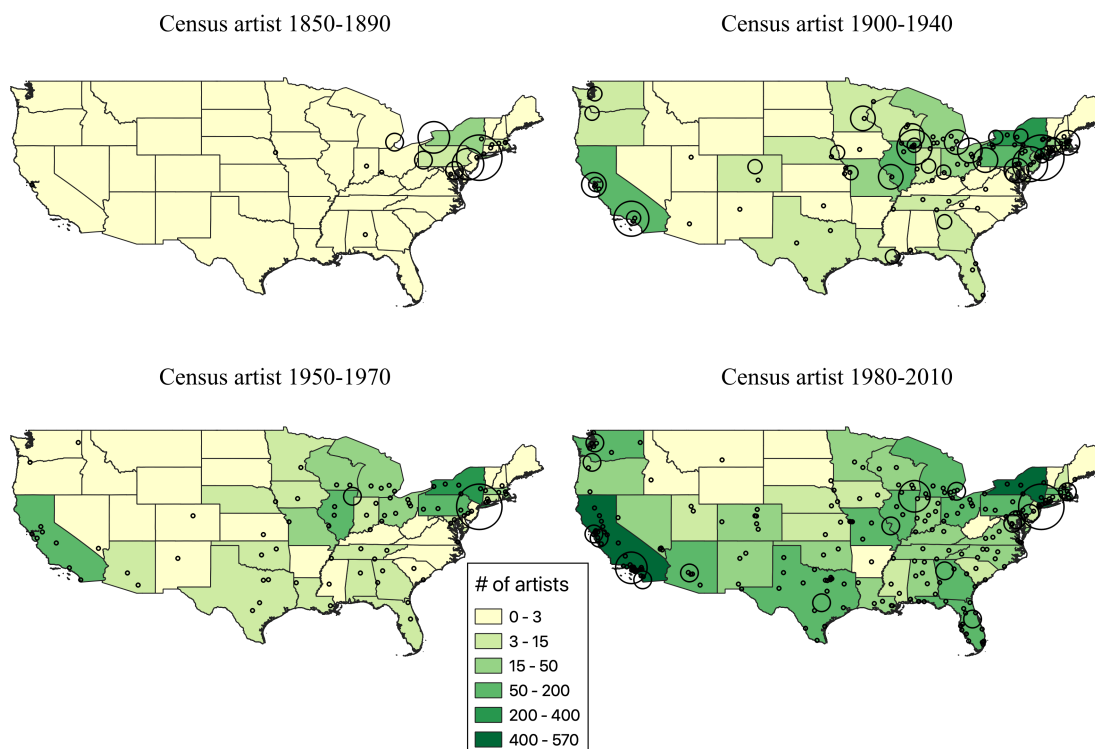 Census artist 1850-1890
Census artist 1900-1940
Census artist 1950-1970
Census artist 1980-2010
# of artists
0 - 3
3 - 15
15 - 50
50 - 200
200 - 400
400 - 570